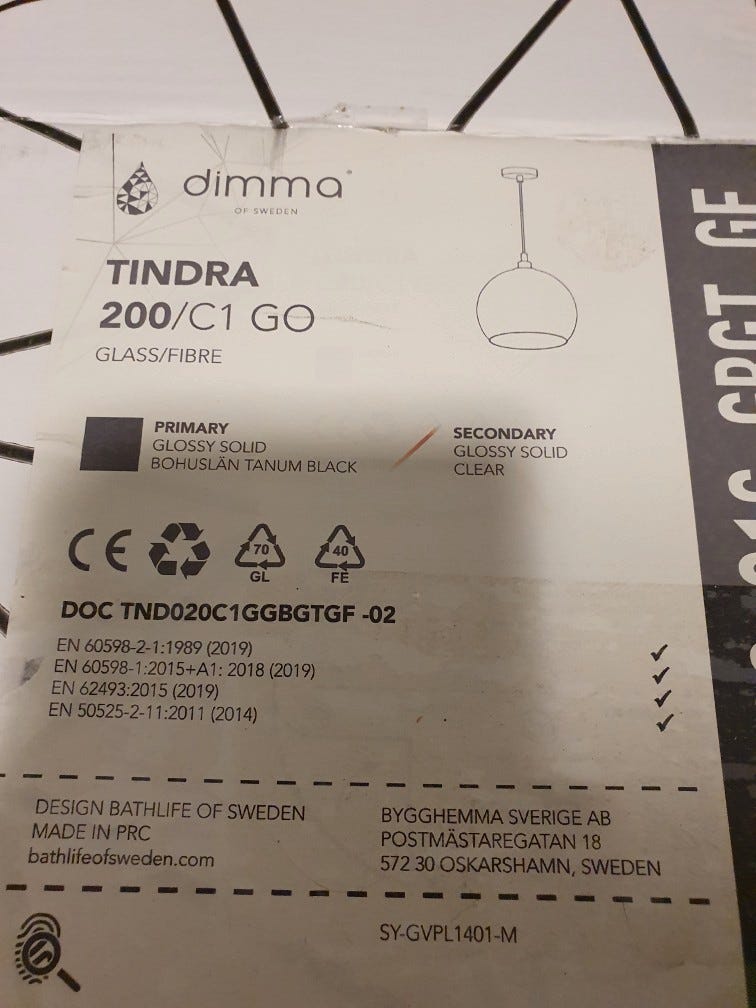 dimma
OF SWEDEN
TINDRA
200/C1 GO
GLASS/FIBRE
PRIMARY
GLOSSY SOLID
BOHUSLÄN TANUM BLACK
SECONDARY
GLOSSY SOLID
CLEAR
CE
70
GL
40
FE
DOC TND020C1GGBGTGF -02
EN 60598-2-1:1989 (2019)
EN 60598-1:2015+A1: 2018 (2019)
EN 62493:2015 (2019)
EN 50525-2-11:2011 (2014)
DESIGN BATHLIFE OF SWEDEN
MADE IN PRC
bathlifeofsweden.com
BYGGHEMMA SVERIGE AB
POSTMÄSTAREGATAN 18
572 30 OSKARSHAMN, SWEDEN
SY-GVPL1401-M